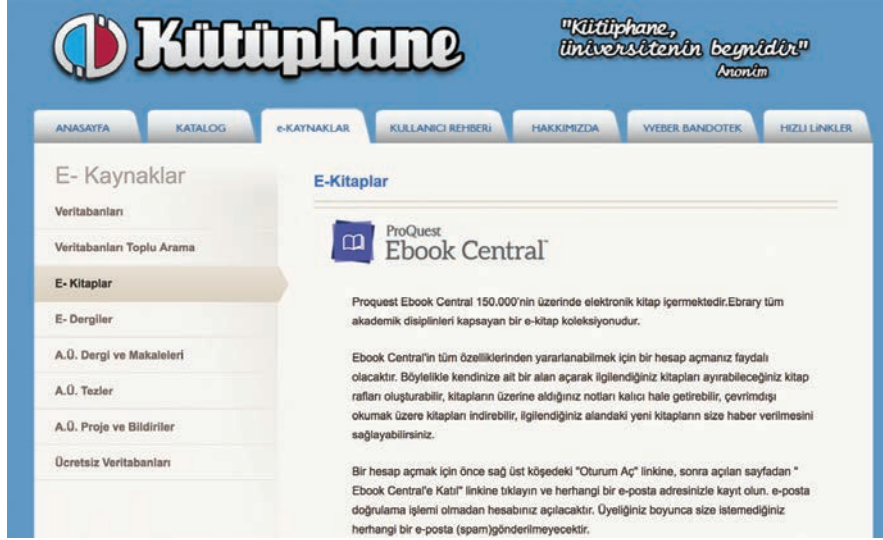 Kütüphane
"Kütüphane,
üniversitenin beynidir"
Anonim
ANASAYFA KATALOG e-KAYNAKLAR KULLANICI REHBERİ HAKKIMIZDA WEBER BANDOTEK HIZLI LİNKLER
E- Kaynaklar
Veritabanları
Veritabanları Toplu Arama
E- Kitaplar
E- Dergiler
A.Ü. Dergi ve Makaleleri
A.Ü. Tezler
A.Ü. Proje ve Bildiriler
Ücretsiz Veritabanları
E-Kitaplar
ProQuest
Ebook Central™
Proquest Ebook Central 150.000'nin üzerinde elektronik kitap içermektedir.Ebrary tüm
akademik disiplinleri kapsayan bir e-kitap koleksiyonudur.
Ebook Central'in tüm özelliklerinden yararlanabilmek için bir hesap açmanız faydalı
olacaktır. Böylelikle kendinize ait bir alan açarak ilgilendiğiniz kitapları ayırabileceğiniz kitap
rafları oluşturabilir, kitapların üzerine aldığınız notları kalıcı hale getirebilir, çevrimdışı
okumak üzere kitapları indirebilir, ilgilendiğiniz alandaki yeni kitapların size haber verilmesini
sağlayabilirsiniz.
Bir hesap açmak için önce sağ üst köşedeki "Oturum Aç" linkine, sonra açılan sayfadan "
Ebook Central'e Katıl" linkine tıklayın ve herhangi bir e-posta adresinizle kayıt olun. e-posta
doğrulama işlemi olmadan hesabınız açılacaktır. Üyeliğiniz boyunca size istemediğiniz
herhangi bir e-posta (spam)gönderilmeyecektir.